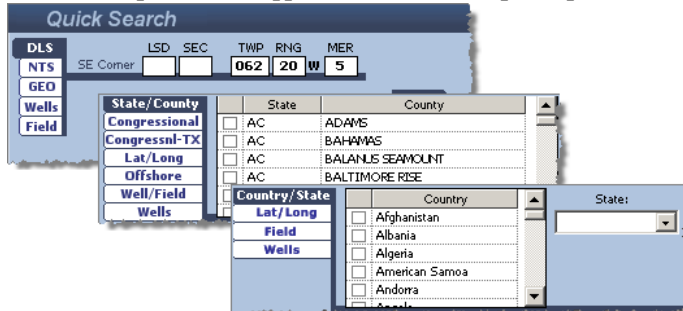 Quick Search
DLS
LSD SEC TWP RNG MER
NTS
SE Corner 062 20 W 5
GEO
Wells
Field
State/County
State County
Congressional
AC ADAMS
Congressnl-TX
AC BAHAMAS
Lat/Long
AC BALANUS SEAMOUNT
Offshore
AC BALTIMORE RISE
Well/Field
Wells
Country/State
Country
State:
Lat/Long
Afghanistan
Field
Albania
Wells
Algeria
American Samoa
Andorra